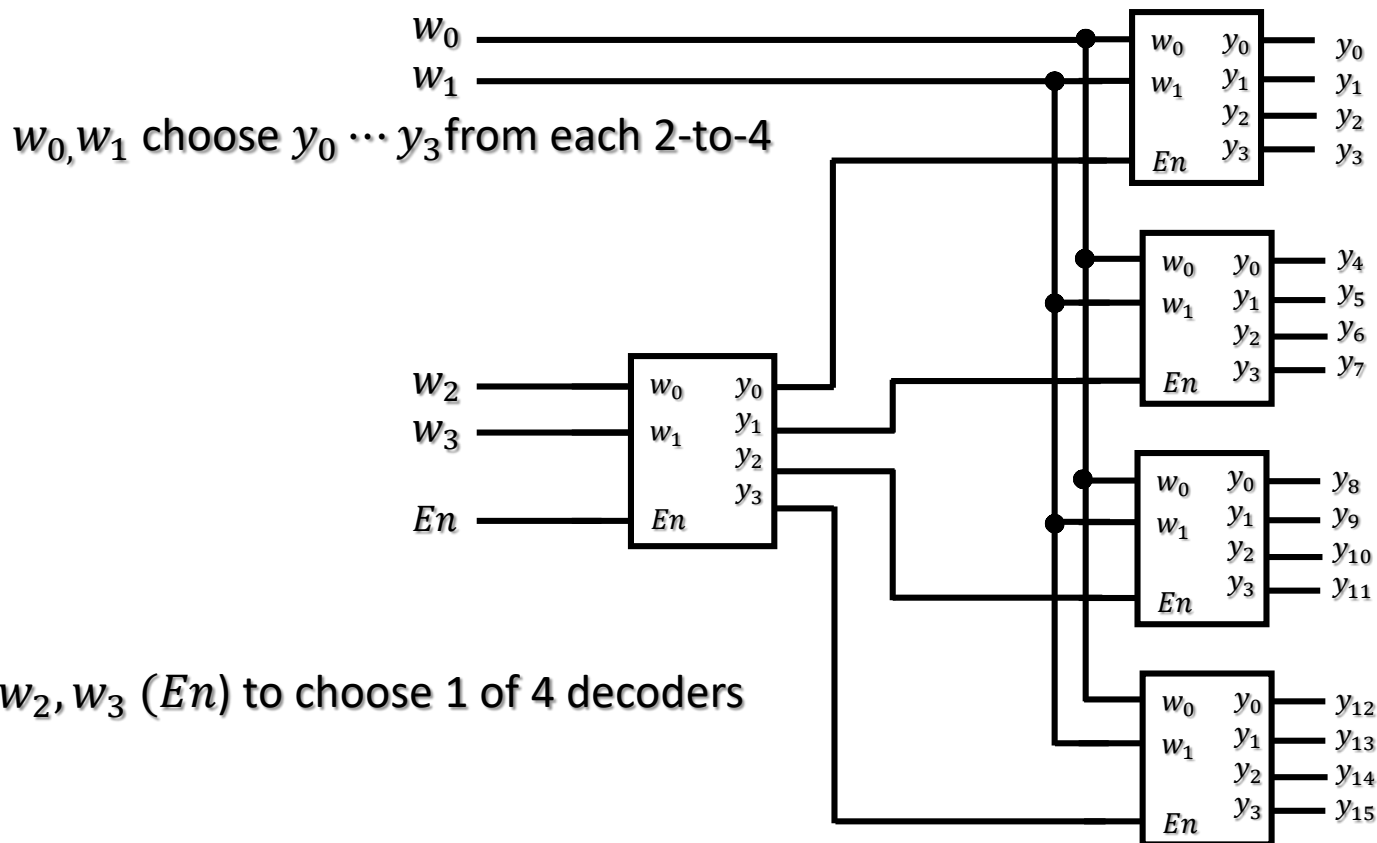 w₀
w₁
w₀,w₁ choose y₀ ⋯ y₃from each 2-to-4
w₀ y₀ y₀
w₁ y₁ y₁
y₂ y₂
y₃ y₃
En
w₀ y₀ y₄
w₁ y₁ y₅
y₂ y₆
y₃ y₇
En
w₂ w₀ y₀
w₃ w₁ y₁
y₂
y₃
En En
w₀ y₀ y₈
w₁ y₁ y₉
y₂ y₁₀
y₃ y₁₁
En
w₂, w₃ (En) to choose 1 of 4 decoders
w₀ y₀ y₁₂
w₁ y₁ y₁₃
y₂ y₁₄
y₃ y₁₅
En